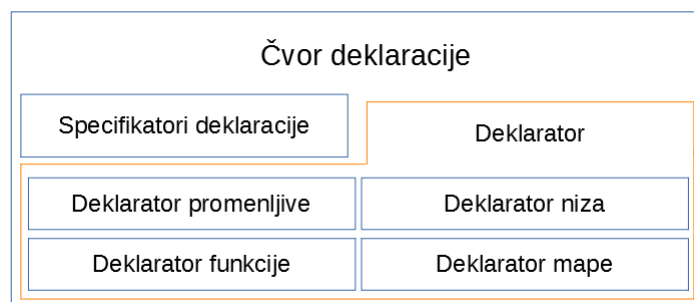 Čvor deklaracije
Specifikatori deklaracije
Deklarator
Deklarator promenljive
Deklarator niza
Deklarator funkcije
Deklarator mape